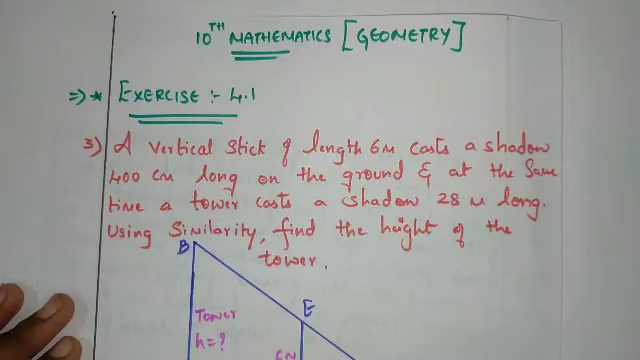 10TH MATHEMATICS [GEOMETRY]
=> * EXERCISE :- 4.1
3) A Vertical Stick of length 6m casts a shadow
400 cm long on the ground & at the Same
time a tower casts a shadow 28 m long.
Using Similarity, find the height of the
tower.
B
E
TOWER
h=?
6M